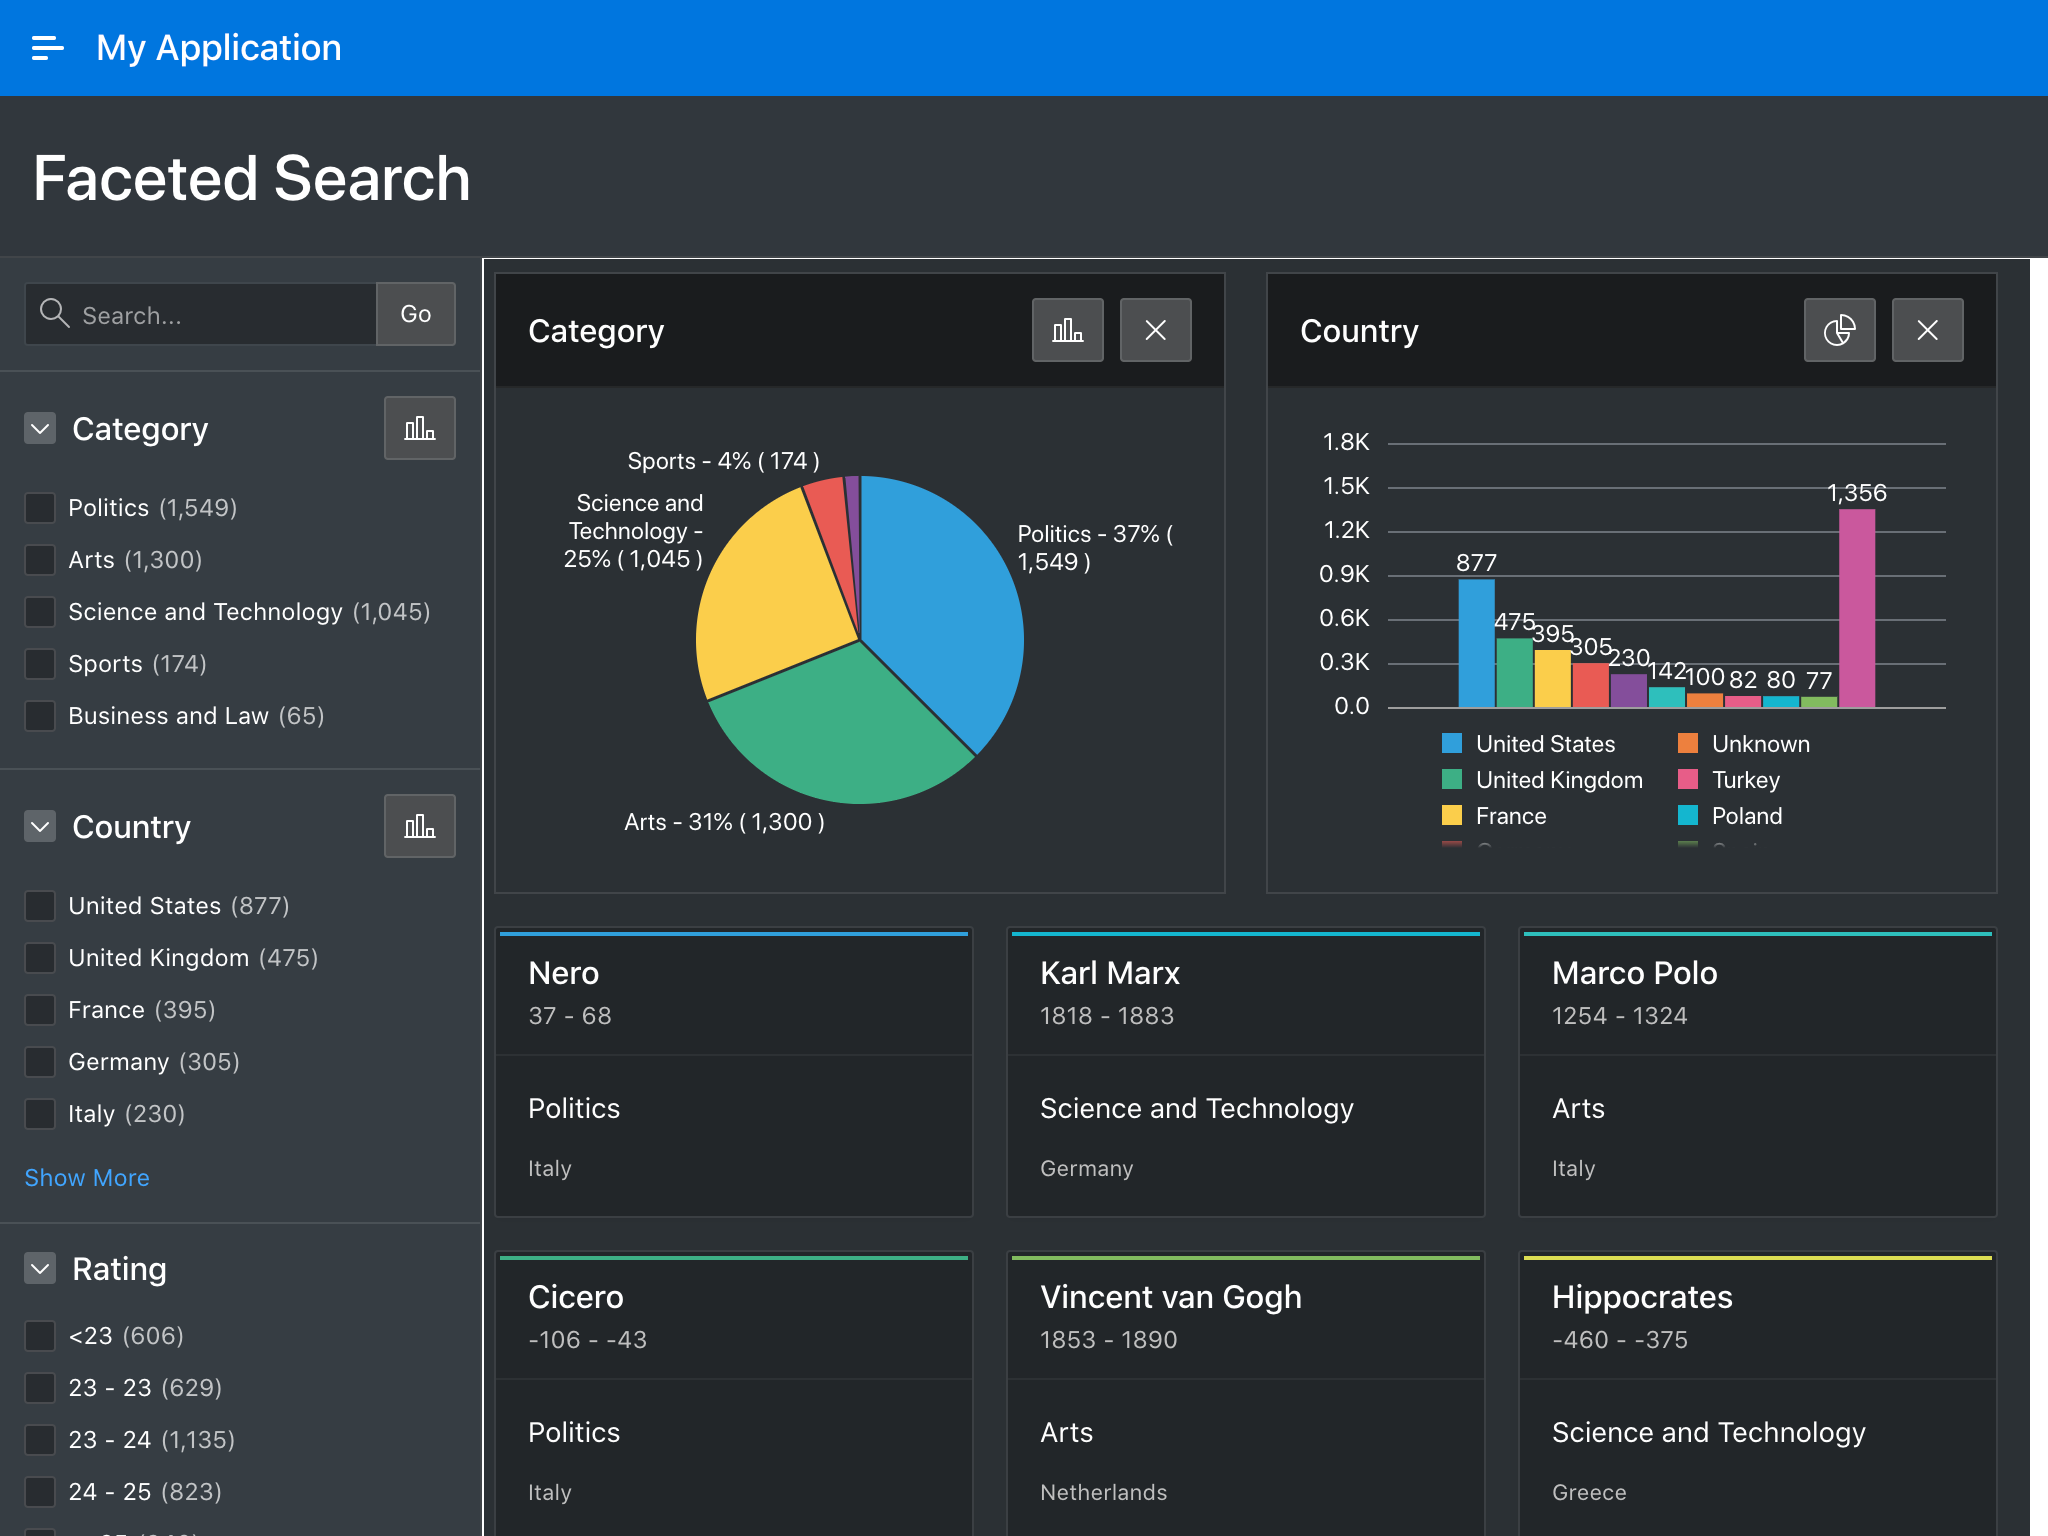 My Application
Faceted Search
Search...
Go
Category
Politics (1,549)
Arts (1,300)
Science and Technology (1,045)
Sports (174)
Business and Law (65)
Country
United States (877)
United Kingdom (475)
France (395)
Germany (305)
Italy (230)
Show More
Rating
<23 (606)
23 - 23 (629)
23 - 24 (1,135)
24 - 25 (823)
Category
Sports - 4% ( 174 )
Science and
Technology -
25% ( 1,045 )
Politics - 37% (
1,549 )
Arts - 31% ( 1,300 )
Country
1.8K
1.5K
1.2K
0.9K
0.6K
0.3K
0.0
877
475
395
305
230
142
100
82
80
77
1,356
United States
United Kingdom
France
Unknown
Turkey
Poland
Nero
37 - 68
Politics
Italy
Karl Marx
1818 - 1883
Science and Technology
Germany
Marco Polo
1254 - 1324
Arts
Italy
Cicero
-106 - -43
Politics
Italy
Vincent van Gogh
1853 - 1890
Arts
Netherlands
Hippocrates
-460 - -375
Science and Technology
Greece